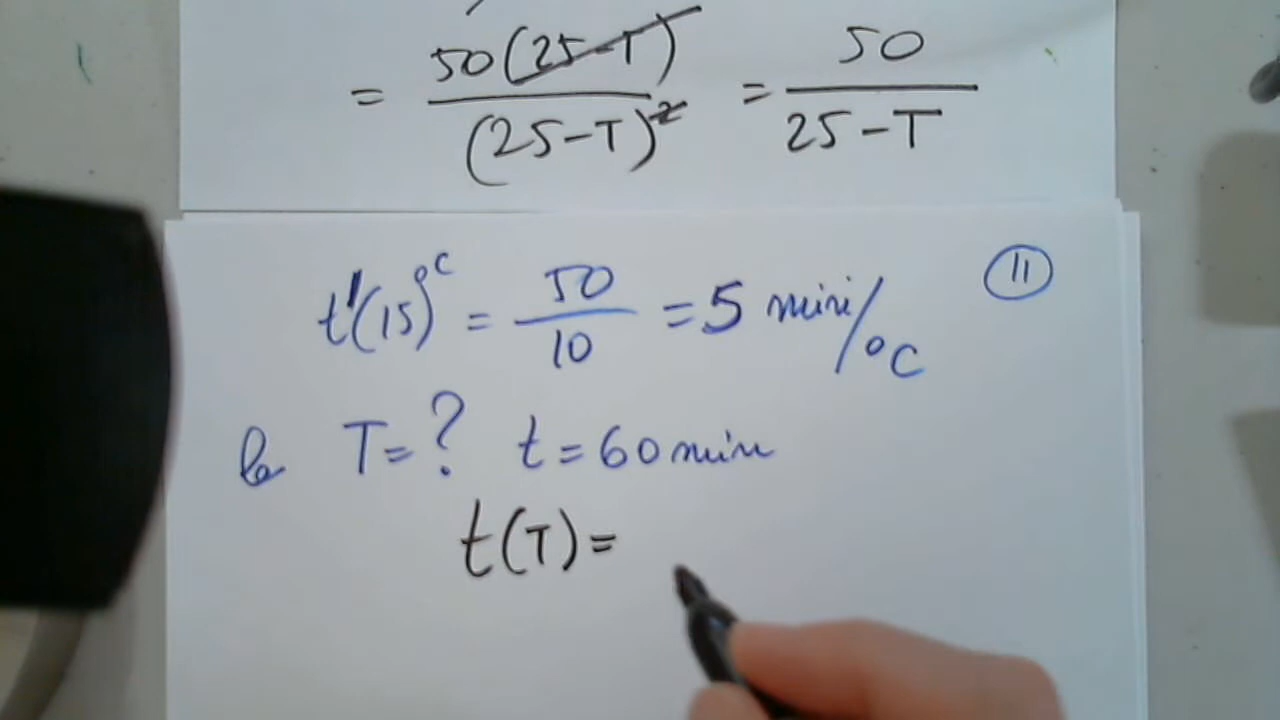 = 50(25-T) / (25-T)² = 50 / 25-T
11
t'(15)°C = 50/10 = 5 min/°C
b T=? t=60 min
t(T)=